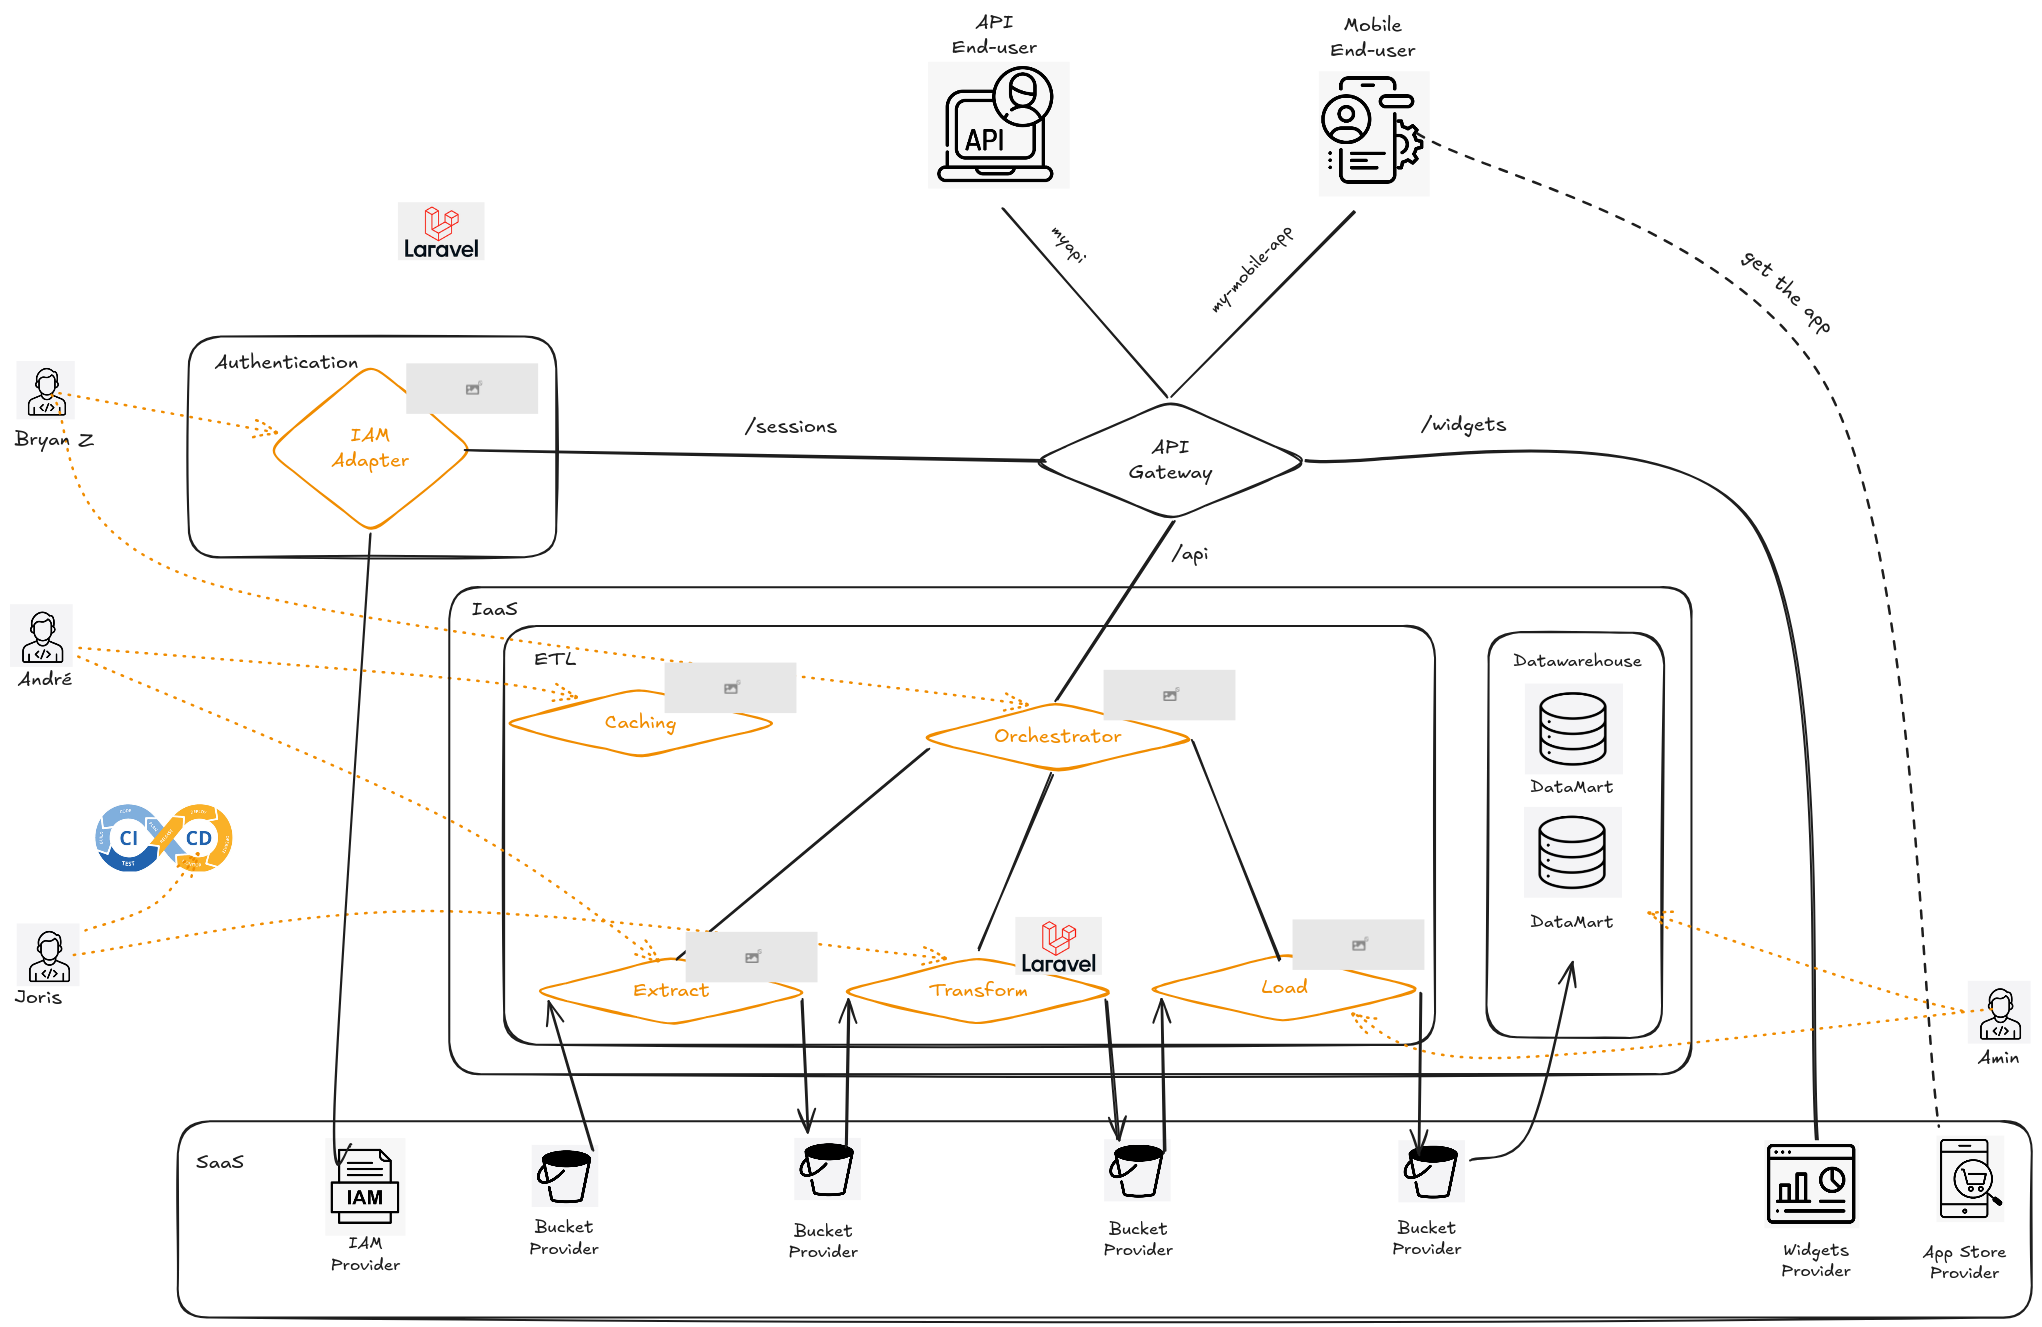 API
End-user
Mobile
End-user
API
Laravel
myapi
my-mobile-app
get the app
Authentication
IAM
Adapter
Bryan Z
/sessions
API
Gateway
/widgets
/api
IaaS
ETL
Datawarehouse
André
Caching
Orchestrator
DataMart
CI
CD
TEST
DataMart
Laravel
Joris
Extract
Transform
Load
Amin
SaaS
IAM
IAM
Provider
Bucket
Provider
Bucket
Provider
Bucket
Provider
Bucket
Provider
Widgets
Provider
App Store
Provider